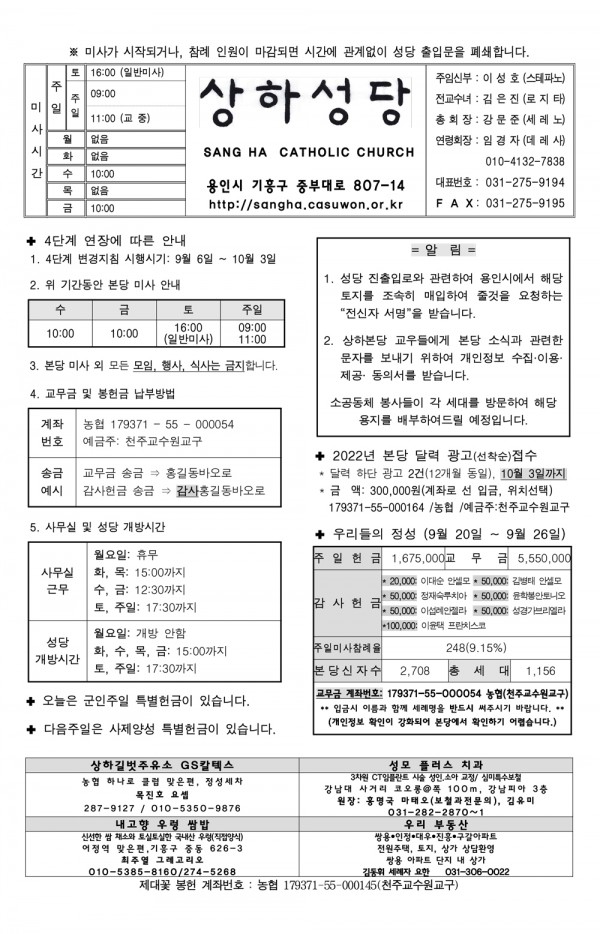 ※ 미사가 시작되거나, 참례 인원이 마감되면 시간에 관계없이 성당 출입문을 폐쇄합니다.
미사시간
주일
토 16:00 (일반미사)
주일 09:00
11:00 (교 중)
월 없음
화 없음
수 10:00
목 없음
금 10:00
상하성당
SANG HA CATHOLIC CHURCH
용인시 기흥구 중부대로 807-14
http://sangha.casuwon.or.kr
주임신부 : 이 성 호 (스테파노)
전교수녀 : 김 은 진 (로 지 타)
총 회 장 : 강 문 준 (세 레 노)
연령회장 : 임 경 자 (데 레 사)
010-4132-7838
대표번호 : 031-275-9194
F A X : 031-275-9195
✚ 4단계 연장에 따른 안내
1. 4단계 변경지침 시행시기: 9월 6일 ~ 10월 3일
2. 위 기간동안 본당 미사 안내
수 금 토 주일
10:00 10:00 16:00 (일반미사) 09:00 11:00
3. 본당 미사 외 모든 모임, 행사, 식사는 금지합니다.
4. 교무금 및 봉헌금 납부방법
계좌 번호
농협 179371 - 55 - 000054
예금주: 천주교수원교구
송금 예시
교무금 송금 ⇒ 홍길동바오로
감사헌금 송금 ⇒ 감사홍길동바오로
5. 사무실 및 성당 개방시간
사무실 근무
월요일: 휴무
화, 목: 15:00까지
수, 금: 12:30까지
토, 주일: 17:30까지
성당 개방시간
월요일: 개방 안함
화, 수, 목, 금: 15:00까지
토, 주일: 17:30까지
✚ 오늘은 군인주일 특별헌금이 있습니다.
✚ 다음주일은 사제양성 특별헌금이 있습니다.
= 알 림 =
1. 성당 진출입로와 관련하여 용인시에서 해당
토지를 조속히 매입하여 줄것을 요청하는
“전신자 서명”을 받습니다.
2. 상하본당 교우들에게 본당 소식과 관련한
문자를 보내기 위하여 개인정보 수집·이용·
제공· 동의서를 받습니다.
소공동체 봉사들이 각 세대를 방문하여 해당
용지를 배부하여드릴 예정입니다.
✚ 2022년 본당 달력 광고(선착순)접수
* 달력 하단 광고 2건(12개월 동일), 10월 3일까지
* 금 액: 300,000원(계좌로 선 입금, 위치선택)
179371-55-000164 /농협 /예금주:천주교수원교구
✚ 우리들의 정성 (9월 20일 ~ 9월 26일)
주 일 헌 금 1,675,000 교 무 금 5,550,000
감 사 헌 금
* 20,000: 이대순 안셀모 * 50,000: 김병태 안셀모
* 50,000: 정재숙루치아 * 50,000: 윤학봉안토니오
* 50,000: 이섭레안젤라 * 50,000: 성경가브리엘라
*100,000: 이윤택 프란치스코
주일미사참례율 248(9.15%)
본 당 신 자 수 2,708 총 세 대 1,156
교무금 계좌번호: 179371-55-000054 농협(천주교수원교구)
** 입금시 이름과 함께 세례명을 반드시 써주시기 바랍니다. **
(개인정보 확인이 강화되어 본당에서 확인하기 어렵습니다.)
상하길벗주유소 GS칼텍스
농협 하나로 클럽 맞은편, 정성세차
목진호 요셉
287-9127 / 010-5350-9876
성모 플러스 치과
3차원 CT임플란트 시술 성인,소아 교정/ 심미특수보철
강남대 사거리 코오롱@쪽 100m, 강남피아 3층
원장: 홍명국 마태오(보철과전문의), 김유미
031-282-2870~1
내고향 우렁 쌈밥
신선한 쌈 채소와 토실토실한 국내산 우렁(직접양식)
어정역 맞은편,기흥구 중동 626-3
최주열 그레고리오
010-5385-8160/274-5268
우리 부동산
쌍용•인정•대우•진흥•구갈아파트
전원주택, 토지, 상가 상담환영
쌍용 아파트 단지 내 상가
김동휘 세례자 요한 031-306-0022
제대꽃 봉헌 계좌번호 : 농협 179371-55-000145(천주교수원교구)